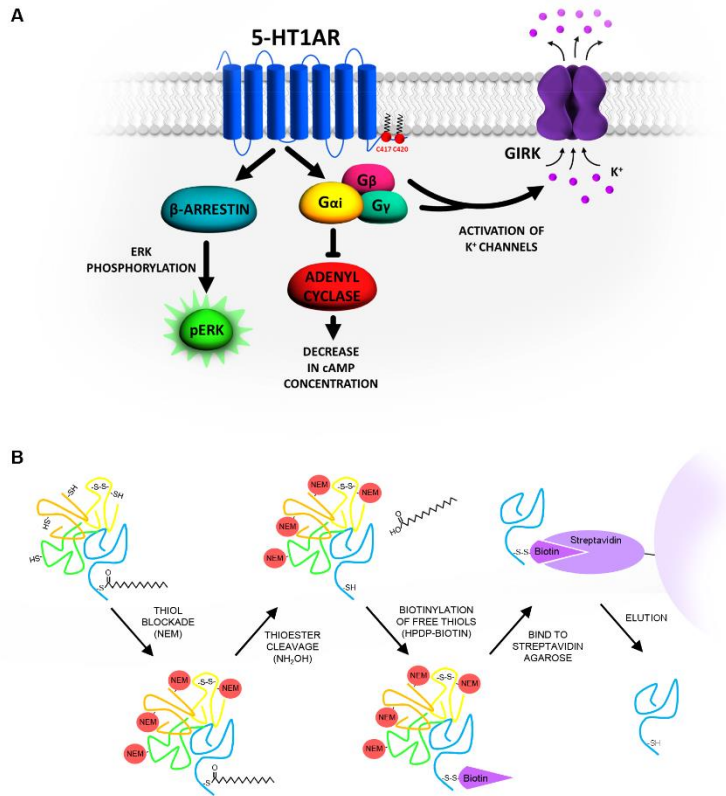 A
5-HT1AR
C417 C420
GIRK
K⁺
Gβ
Gαi
Gγ
β-ARRESTIN
ACTIVATION OF
K⁺ CHANNELS
ERK
PHOSPHORYLATION
ADENYL
CYCLASE
pERK
DECREASE
IN cAMP
CONCENTRATION
B
-SH
-S-S-
-SH
HS-
HS-
O
-S
THIOL
BLOCKADE
(NEM)
NEM
-S-S-
NEM
NEM
NEM
O
-S
THIOESTER
CLEAVAGE
(NH₂OH)
NEM
-S-S-
NEM
NEM
NEM
-SH
O
HO
BIOTINYLATION
OF FREE THIOLS
(HPDP-BIOTIN)
NEM
-S-S-
NEM
NEM
NEM
-S-S- Biotin
BIND TO
STREPTAVIDIN
AGAROSE
Streptavidin
-S-S- Biotin
ELUTION
-SH